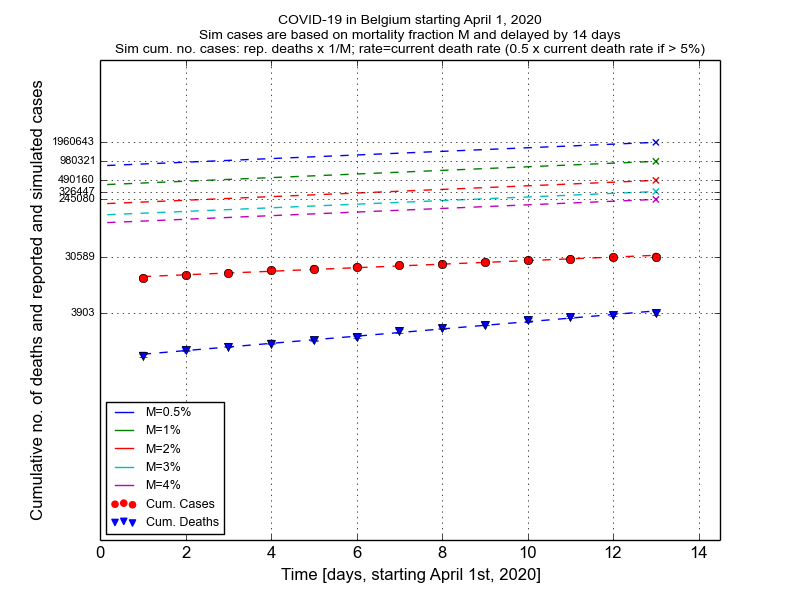 COVID-19 in Belgium starting April 1, 2020
Sim cases are based on mortality fraction M and delayed by 14 days
Sim cum. no. cases: rep. deaths x 1/M; rate=current death rate (0.5 x current death rate if > 5%)
Cumulative no. of deaths and reported and simulated cases
1960643
980321
490160
326447
245080
30589
3903
M=0.5%
M=1%
M=2%
M=3%
M=4%
Cum. Cases
Cum. Deaths
0 2 4 6 8 10 12 14
Time [days, starting April 1st, 2020]